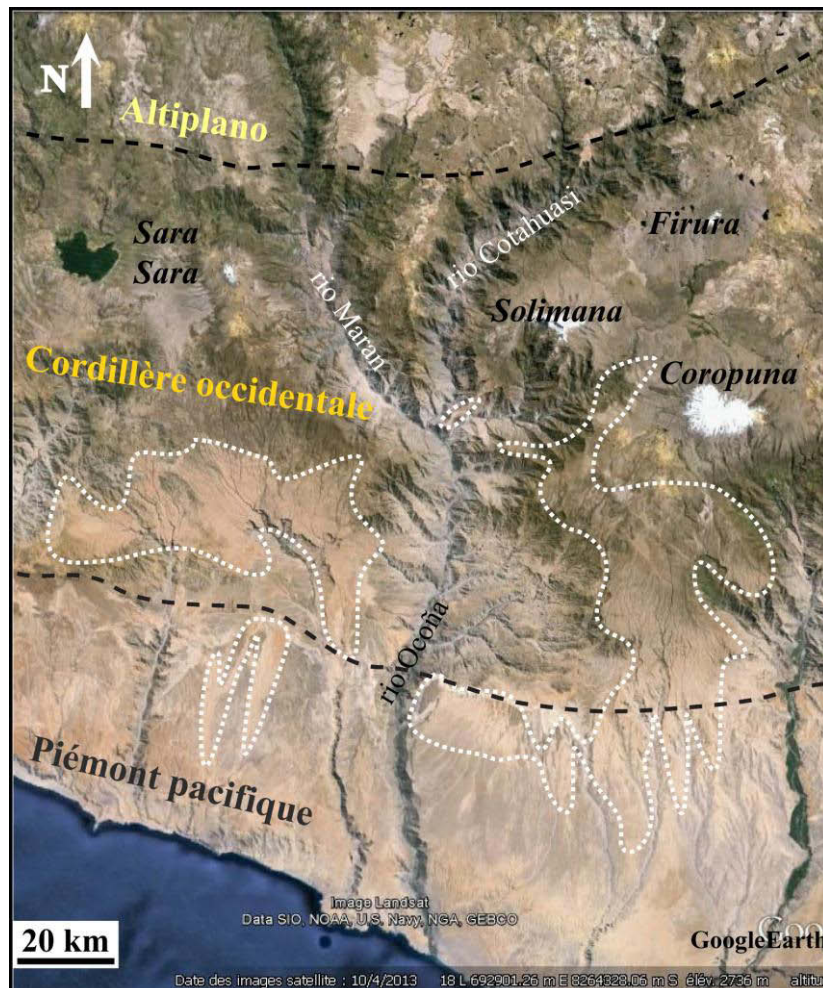 N
Altiplano
Sara
Sara
Firura
rio Cotahuasi
Solimana
rio Maran
Coropuna
Cordillère occidentale
rio Ocoña
Piémont pacifique
Image Landsat
Data SIO, NOAA, U.S. Navy, NGA, GEBCO
20 km
Goo
GoogleEarth
Date des images satellite : 10/4/2013 18 L 692901.26 m E 8264328.06 m S élév. 2736 m altitu